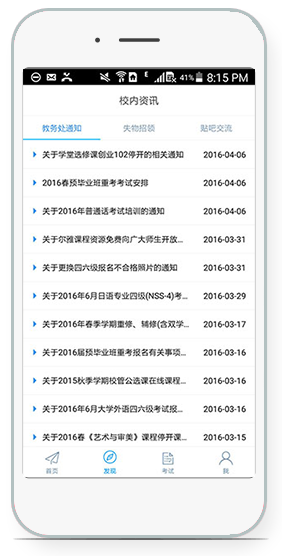 41% 8:15 PM
校内资讯
教务处通知 失物招领 贴吧交流
关于学堂选修课创业102停开的相关通知 2016-04-06
2016春预毕业班重考考试安排 2016-04-06
关于2016年普通话考试培训的通知 2016-04-06
关于尔雅课程资源免费向广大师生开放... 2016-03-31
关于更换四六级报名不合格照片的通知 2016-03-31
关于2016年6月日语专业四级(NSS-4)考... 2016-03-29
关于2016年春季学期重修、辅修(含双学... 2016-03-17
关于2016届预毕业班重考报名有关事项... 2016-03-16
关于2015秋季学期校管公选课在线课程... 2016-03-16
关于2016年6月大学外语四六级考试报... 2016-03-16
关于2016春《艺术与审美》课程停开课... 2016-03-15
首页 发现 考试 我